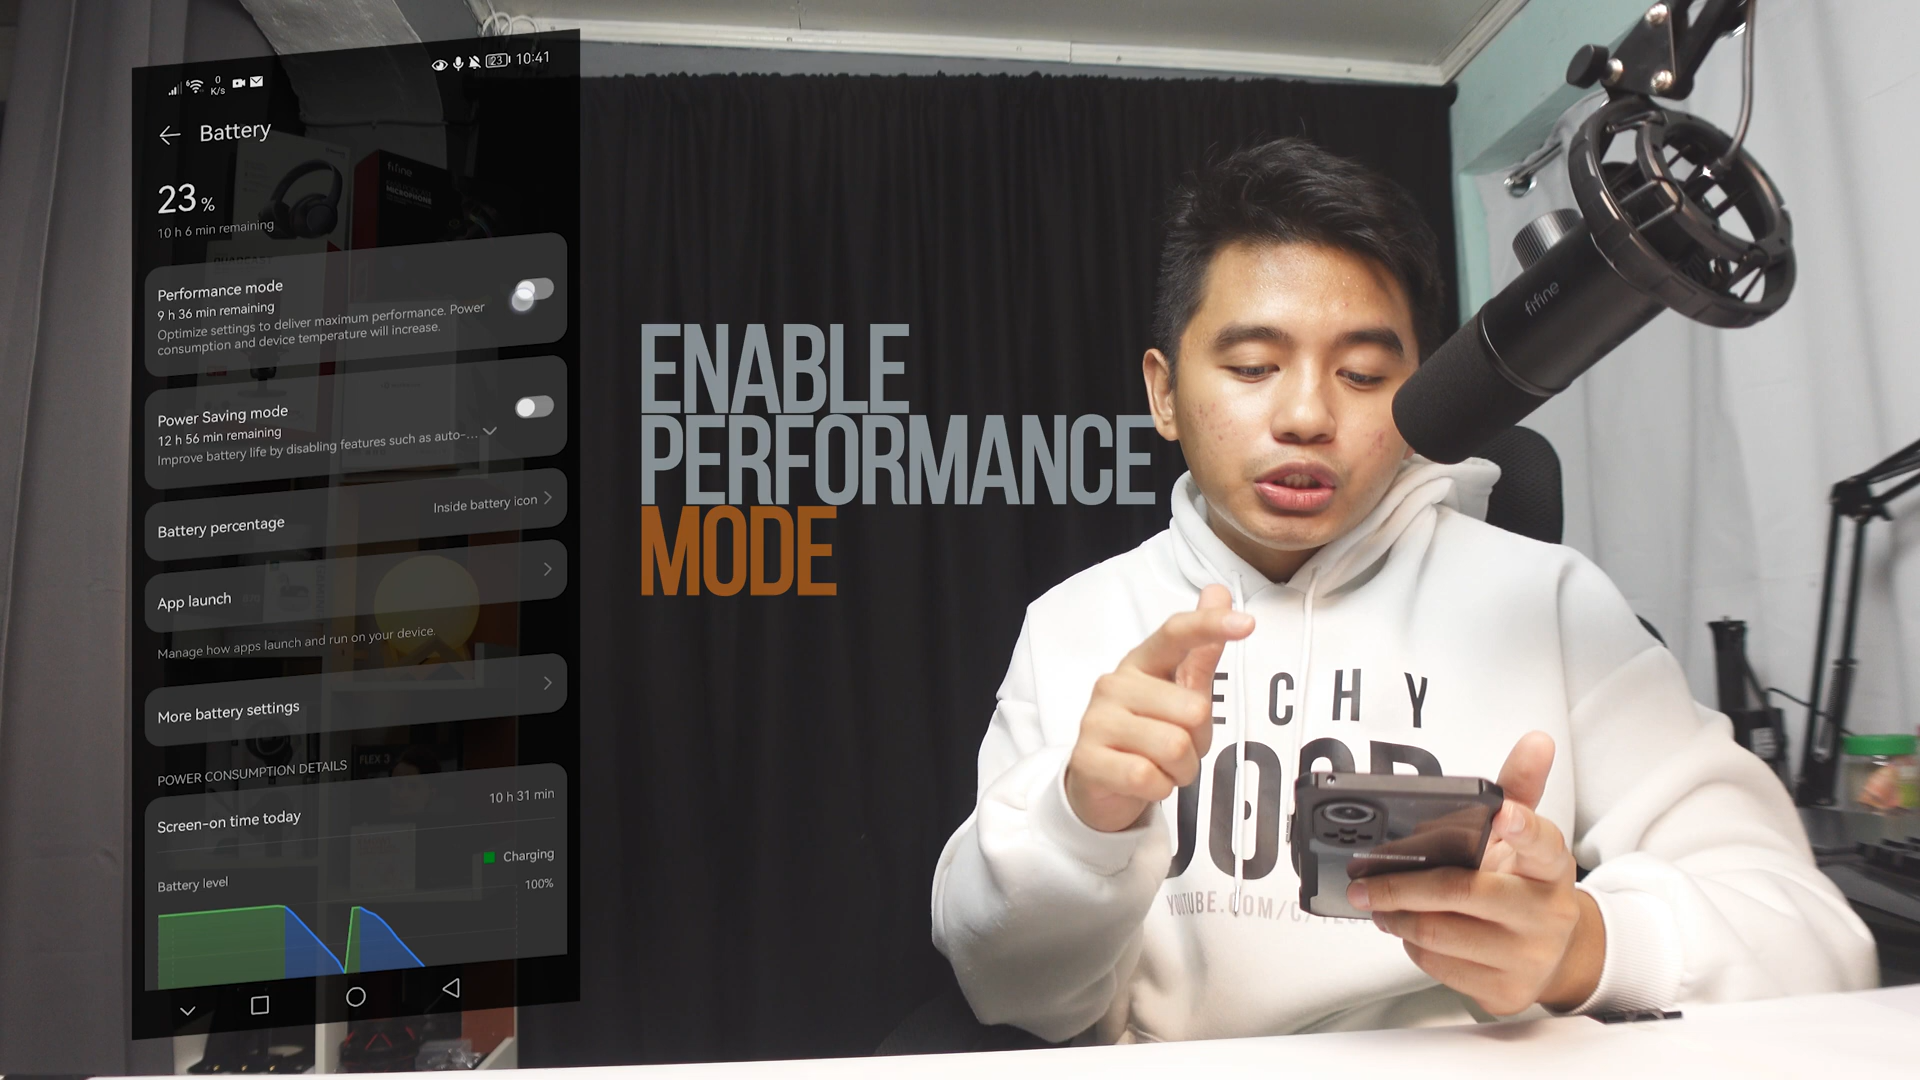 0
K/s
23
10:41
Battery
23 %
10 h 6 min remaining
Performance mode
9 h 36 min remaining
Optimize settings to deliver maximum performance. Power
consumption and device temperature will increase.
Power Saving mode
12 h 56 min remaining
Improve battery life by disabling features such as auto-...
Battery percentage
Inside battery icon
App launch
Manage how apps launch and run on your device.
More battery settings
POWER CONSUMPTION DETAILS
Screen-on time today
10 h 31 min
Charging
Battery level
100%
fifine
MICROPHONE
FLEX 3
ENABLE
PERFORMANCE
MODE
fifine
ECHY
YOUTUBE.COM/C/